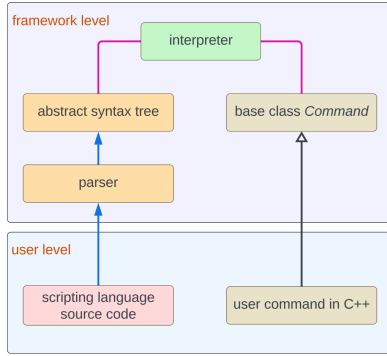 framework level
interpreter
abstract syntax tree
base class Command
parser
user level
scripting language
source code
user command in C++